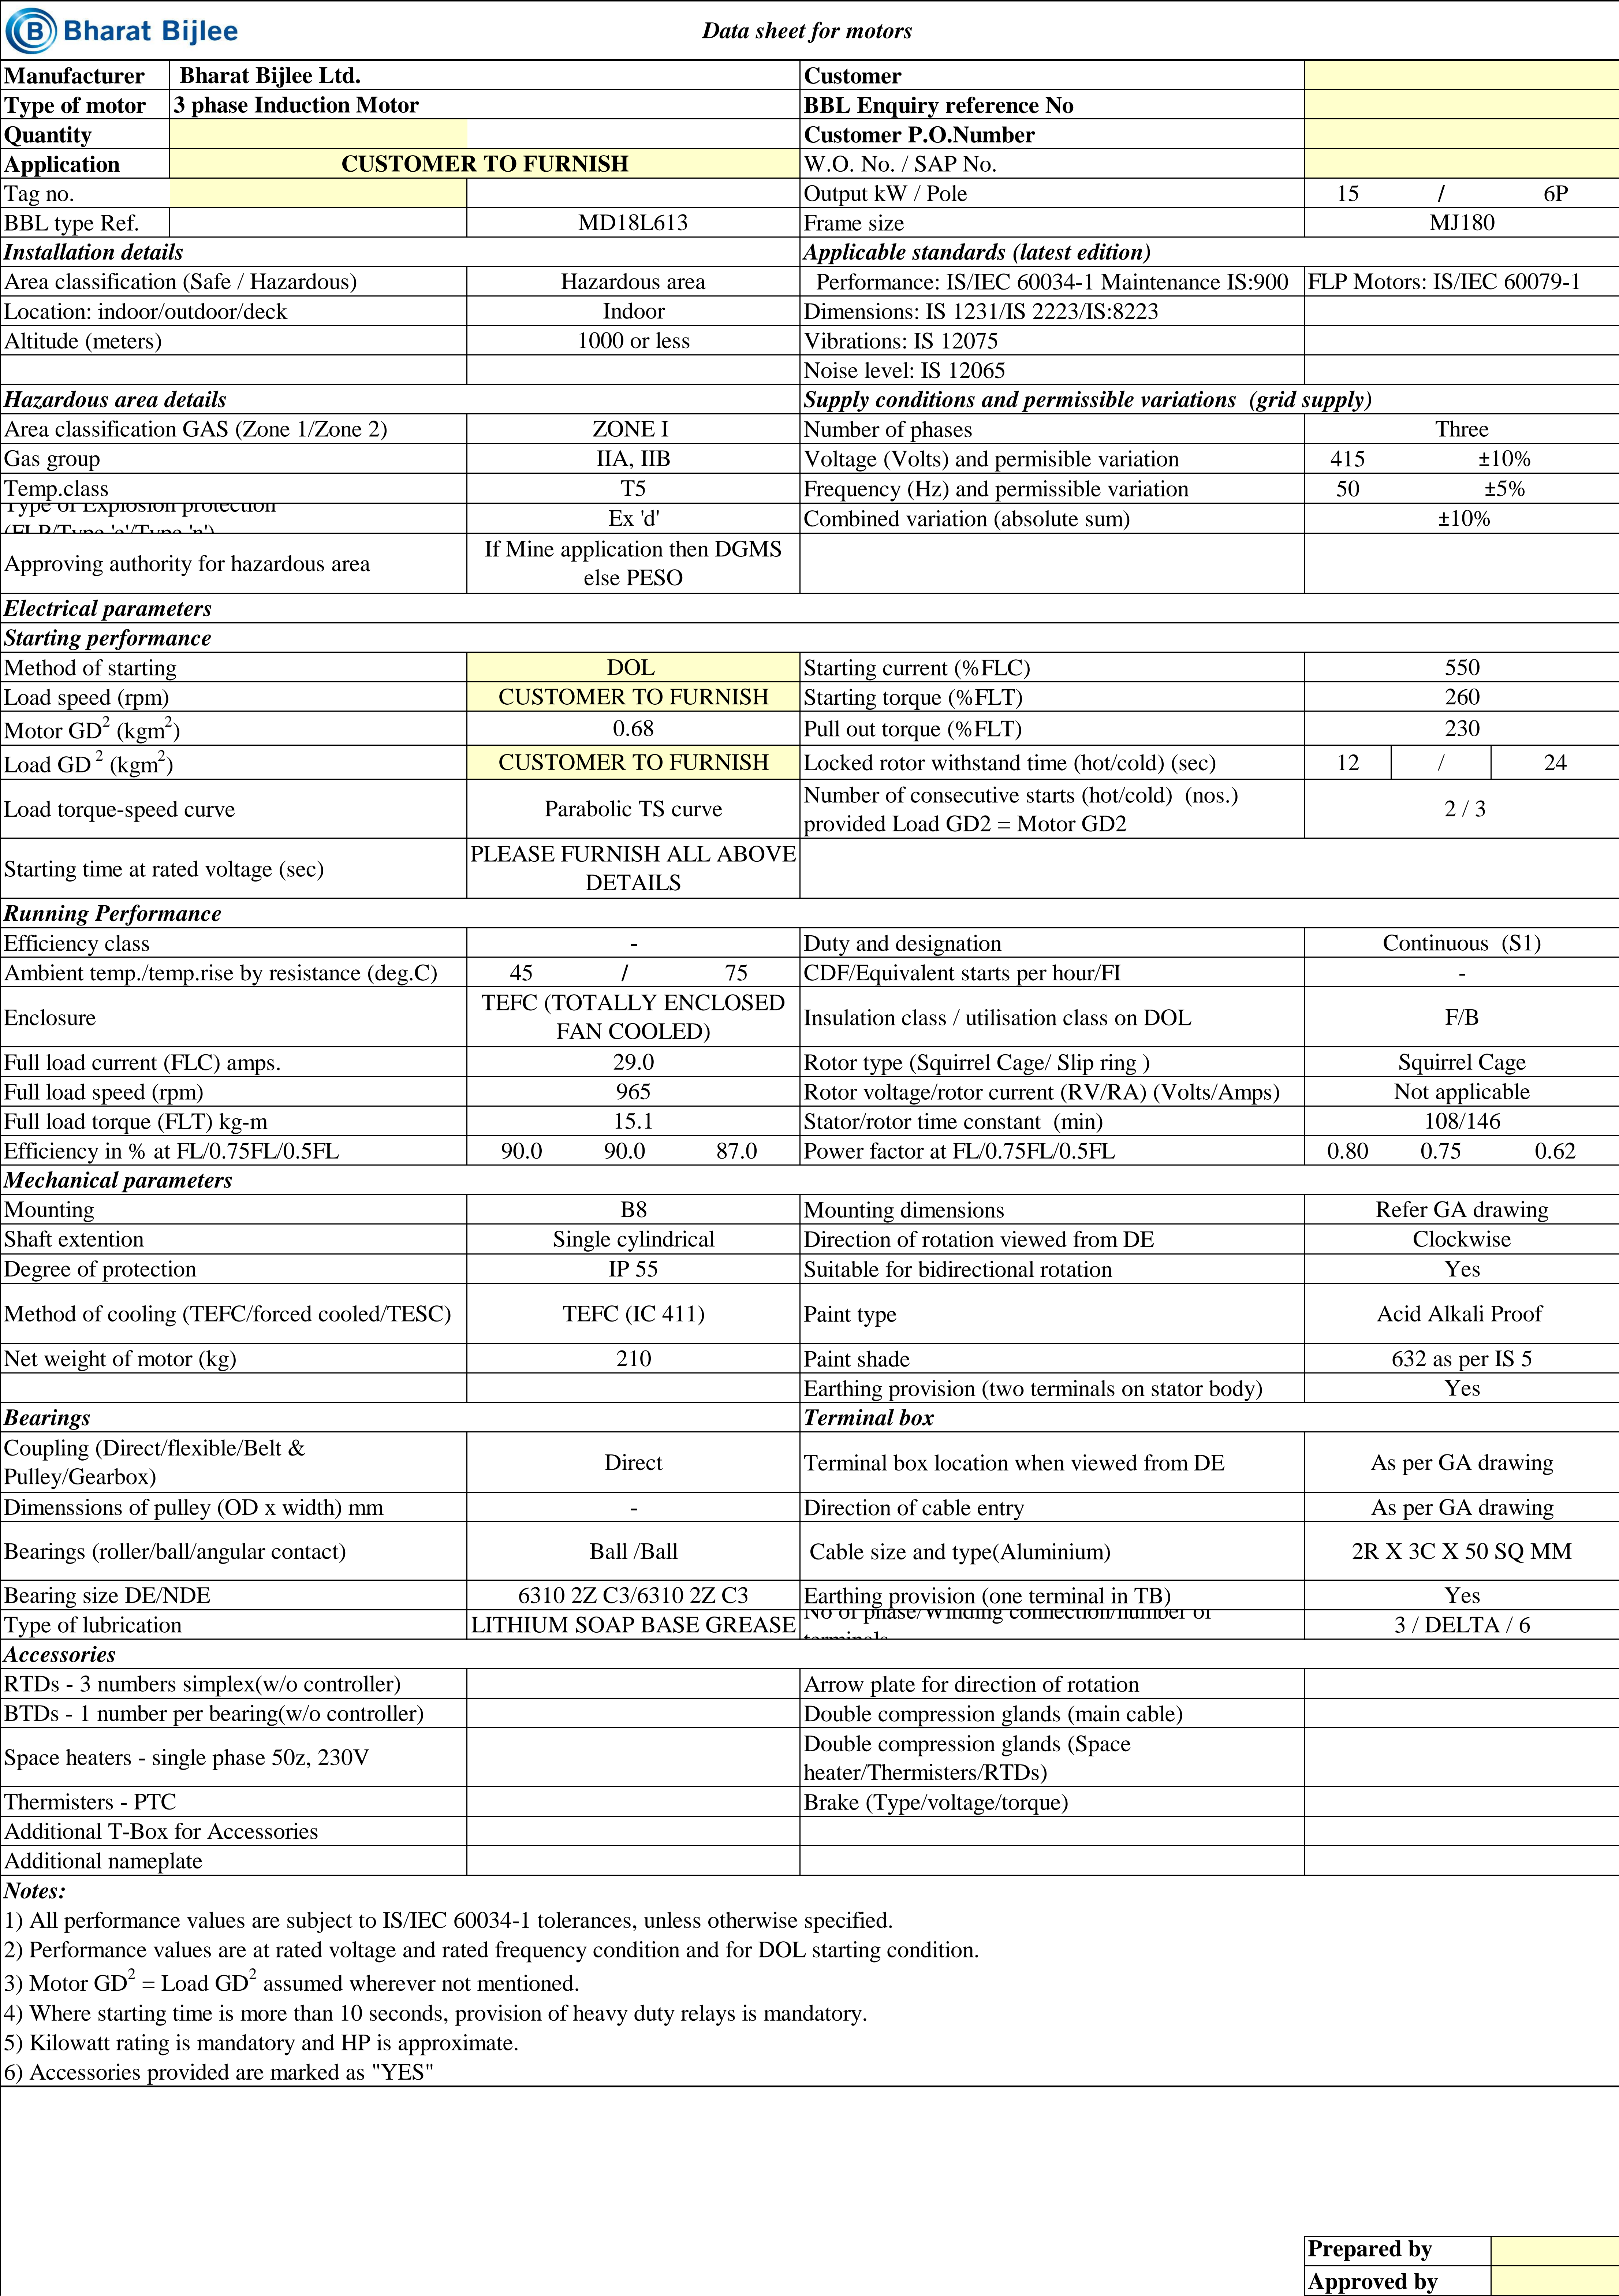 B Bharat Bijlee
Data sheet for motors
Manufacturer Bharat Bijlee Ltd. Customer
Type of motor 3 phase Induction Motor BBL Enquiry reference No
Quantity Customer P.O.Number
Application CUSTOMER TO FURNISH W.O. No. / SAP No.
Tag no. Output kW / Pole 15 / 6P
BBL type Ref. MD18L613 Frame size MJ180
Installation details Applicable standards (latest edition)
Area classification (Safe / Hazardous) Hazardous area Performance: IS/IEC 60034-1 Maintenance IS:900 FLP Motors: IS/IEC 60079-1
Location: indoor/outdoor/deck Indoor Dimensions: IS 1231/IS 2223/IS:8223
Altitude (meters) 1000 or less Vibrations: IS 12075
Noise level: IS 12065
Hazardous area details Supply conditions and permissible variations (grid supply)
Area classification GAS (Zone 1/Zone 2) ZONE I Number of phases Three
Gas group IIA, IIB Voltage (Volts) and permisible variation 415 ±10%
Temp.class T5 Frequency (Hz) and permissible variation 50 ±5%
Type of Explosion protection
(FLP/Type 'e'/Type 'n') Ex 'd' Combined variation (absolute sum) ±10%
Approving authority for hazardous area If Mine application then DGMS
else PESO
Electrical parameters
Starting performance
Method of starting DOL Starting current (%FLC) 550
Load speed (rpm) CUSTOMER TO FURNISH Starting torque (%FLT) 260
Motor GD2 (kgm2) 0.68 Pull out torque (%FLT) 230
Load GD 2 (kgm2) CUSTOMER TO FURNISH Locked rotor withstand time (hot/cold) (sec) 12 / 24
Load torque-speed curve Parabolic TS curve Number of consecutive starts (hot/cold) (nos.)
provided Load GD2 = Motor GD2 2 / 3
Starting time at rated voltage (sec) PLEASE FURNISH ALL ABOVE
DETAILS
Running Performance
Efficiency class - Duty and designation Continuous (S1)
Ambient temp./temp.rise by resistance (deg.C) 45 / 75 CDF/Equivalent starts per hour/FI -
Enclosure TEFC (TOTALLY ENCLOSED
FAN COOLED) Insulation class / utilisation class on DOL F/B
Full load current (FLC) amps. 29.0 Rotor type (Squirrel Cage/ Slip ring ) Squirrel Cage
Full load speed (rpm) 965 Rotor voltage/rotor current (RV/RA) (Volts/Amps) Not applicable
Full load torque (FLT) kg-m 15.1 Stator/rotor time constant (min) 108/146
Efficiency in % at FL/0.75FL/0.5FL 90.0 90.0 87.0 Power factor at FL/0.75FL/0.5FL 0.80 0.75 0.62
Mechanical parameters
Mounting B8 Mounting dimensions Refer GA drawing
Shaft extention Single cylindrical Direction of rotation viewed from DE Clockwise
Degree of protection IP 55 Suitable for bidirectional rotation Yes
Method of cooling (TEFC/forced cooled/TESC) TEFC (IC 411) Paint type Acid Alkali Proof
Net weight of motor (kg) 210 Paint shade 632 as per IS 5
Earthing provision (two terminals on stator body) Yes
Bearings Terminal box
Coupling (Direct/flexible/Belt &
Pulley/Gearbox) Direct Terminal box location when viewed from DE As per GA drawing
Dimenssions of pulley (OD x width) mm - Direction of cable entry As per GA drawing
Bearings (roller/ball/angular contact) Ball /Ball Cable size and type(Aluminium) 2R X 3C X 50 SQ MM
Bearing size DE/NDE 6310 2Z C3/6310 2Z C3 Earthing provision (one terminal in TB) Yes
Type of lubrication LITHIUM SOAP BASE GREASE No of phase/Winding connection/number of
terminals 3 / DELTA / 6
Accessories
RTDs - 3 numbers simplex(w/o controller) Arrow plate for direction of rotation
BTDs - 1 number per bearing(w/o controller) Double compression glands (main cable)
Space heaters - single phase 50z, 230V Double compression glands (Space
heater/Thermisters/RTDs)
Thermisters - PTC Brake (Type/voltage/torque)
Additional T-Box for Accessories
Additional nameplate
Notes:
1) All performance values are subject to IS/IEC 60034-1 tolerances, unless otherwise specified.
2) Performance values are at rated voltage and rated frequency condition and for DOL starting condition.
3) Motor GD2 = Load GD2 assumed wherever not mentioned.
4) Where starting time is more than 10 seconds, provision of heavy duty relays is mandatory.
5) Kilowatt rating is mandatory and HP is approximate.
6) Accessories provided are marked as "YES"
Prepared by
Approved by